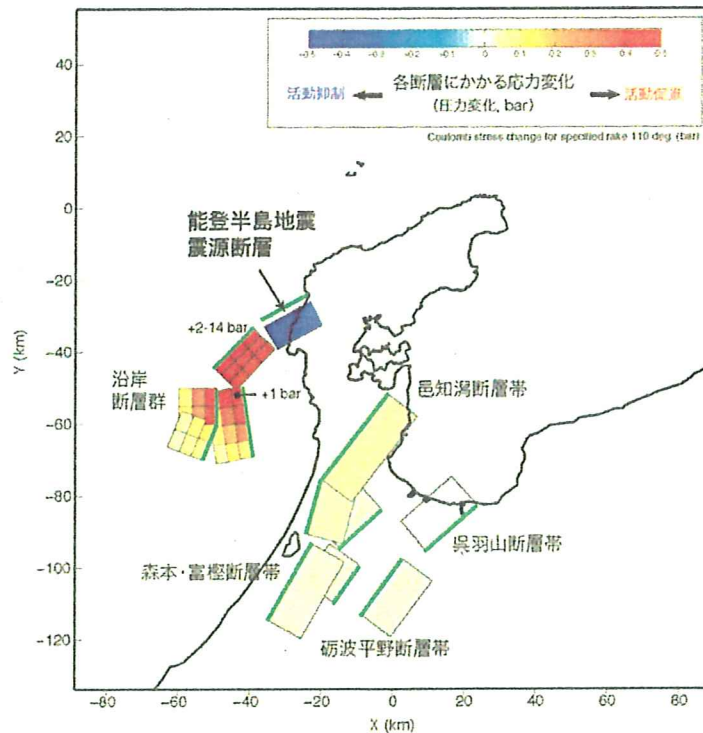 -0.5 -0.4 -0.3 -0.2 -0.1 0 0.1 0.2 0.3 0.4 0.5
活動抑制 各断層にかかる応力変化 活動促進
(圧力変化, bar)
Coulomb stress change for specified rake 110 deg. (bar)
40
20
0
-20
-40
-60
-80
-100
-120
Y (km)
能登半島地震
震源断層
+2-14 bar
沿岸
断層群
+1 bar
邑知潟断層帯
呉羽山断層帯
森本・富樫断層帯
砺波平野断層帯
-80 -60 -40 -20 0 20 40 60 80
X (km)